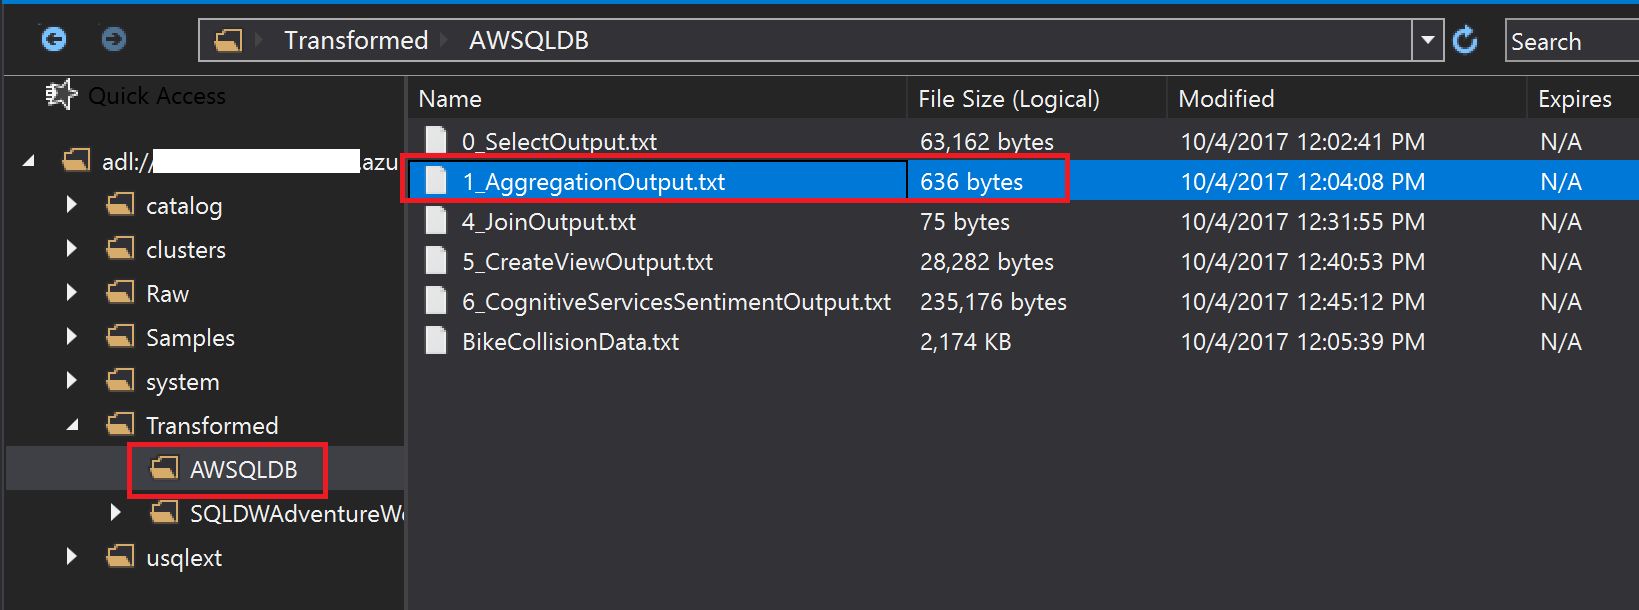 Transformed AWSQLDB Search
Quick Access
adl:// .azu
catalog
clusters
Raw
Samples
system
Transformed
AWSQLDB
SQLDWAdventureWo
usqlext
Name File Size (Logical) Modified Expires
0_SelectOutput.txt 63,162 bytes 10/4/2017 12:02:41 PM N/A
1_AggregationOutput.txt 636 bytes 10/4/2017 12:04:08 PM N/A
4_JoinOutput.txt 75 bytes 10/4/2017 12:31:55 PM N/A
5_CreateViewOutput.txt 28,282 bytes 10/4/2017 12:40:53 PM N/A
6_CognitiveServicesSentimentOutput.txt 235,176 bytes 10/4/2017 12:45:12 PM N/A
BikeCollisionData.txt 2,174 KB 10/4/2017 12:05:39 PM N/A